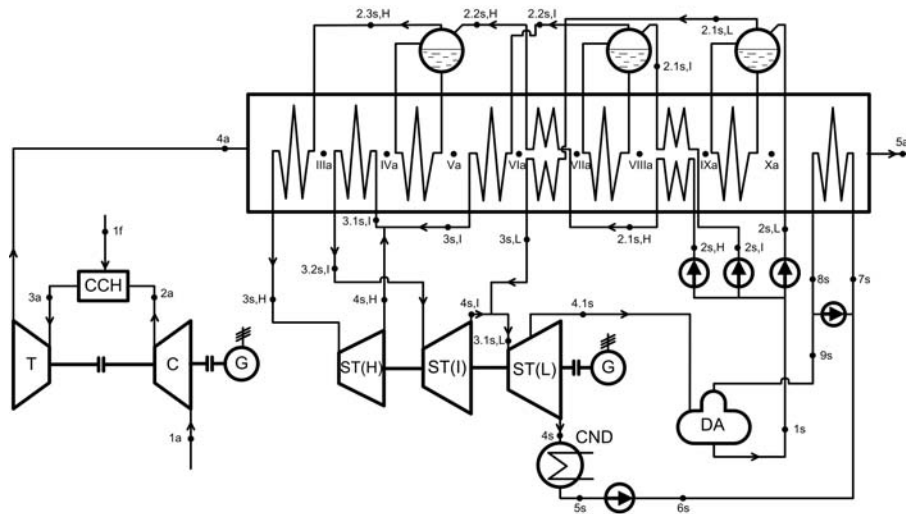 2.3s,H
2.2s,H
2.2s,I
2.1s,L
2.1s,I
4a
IIIa
IVa
Va
VIa
VIIa
VIIIa
IXa
Xa
5a
3.1s,I
3s,I
3s,L
2.1s,H
2s,L
2s,H
2s,I
1f
3.2s,I
CCH
3a
2a
3s,H
4s,H
4s,I
4.1s
8s
7s
3.1s,L
9s
T
C
G
ST(H)
ST(I)
ST(L)
G
DA
1a
4s
CND
1s
5s
6s